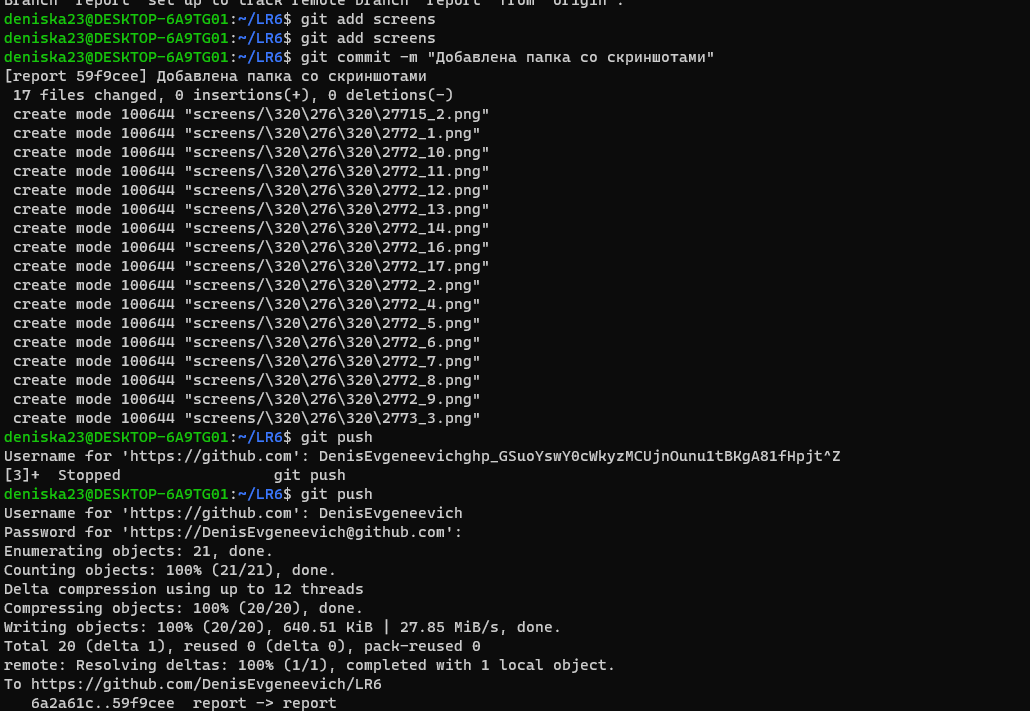 Branch 'report' set up to track remote branch 'report' from 'origin'.
deniska23@DESKTOP-6A9TG01:~/LR6$ git add screens
deniska23@DESKTOP-6A9TG01:~/LR6$ git add screens
deniska23@DESKTOP-6A9TG01:~/LR6$ git commit -m "Добавлена папка со скриншотами"
[report 59f9cee] Добавлена папка со скриншотами
17 files changed, 0 insertions(+), 0 deletions(-)
create mode 100644 "screens/\320\276\320\27715_2.png"
create mode 100644 "screens/\320\276\320\2772_1.png"
create mode 100644 "screens/\320\276\320\2772_10.png"
create mode 100644 "screens/\320\276\320\2772_11.png"
create mode 100644 "screens/\320\276\320\2772_12.png"
create mode 100644 "screens/\320\276\320\2772_13.png"
create mode 100644 "screens/\320\276\320\2772_14.png"
create mode 100644 "screens/\320\276\320\2772_16.png"
create mode 100644 "screens/\320\276\320\2772_17.png"
create mode 100644 "screens/\320\276\320\2772_2.png"
create mode 100644 "screens/\320\276\320\2772_4.png"
create mode 100644 "screens/\320\276\320\2772_5.png"
create mode 100644 "screens/\320\276\320\2772_6.png"
create mode 100644 "screens/\320\276\320\2772_7.png"
create mode 100644 "screens/\320\276\320\2772_8.png"
create mode 100644 "screens/\320\276\320\2772_9.png"
create mode 100644 "screens/\320\276\320\2773_3.png"
deniska23@DESKTOP-6A9TG01:~/LR6$ git push
Username for 'https://github.com': DenisEvgeneevich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^Z
[3]+  Stopped                 git push
deniska23@DESKTOP-6A9TG01:~/LR6$ git push
Username for 'https://github.com': DenisEvgeneevich
Password for 'https://DenisEvgeneevich@github.com':
Enumerating objects: 21, done.
Counting objects: 100% (21/21), done.
Delta compression using up to 12 threads
Compressing objects: 100% (20/20), done.
Writing objects: 100% (20/20), 640.51 KiB | 27.85 MiB/s, done.
Total 20 (delta 1), reused 0 (delta 0), pack-reused 0
remote: Resolving deltas: 100% (1/1), completed with 1 local object.
To https://github.com/DenisEvgeneevich/LR6
6a2a61c..59f9cee  report -> report